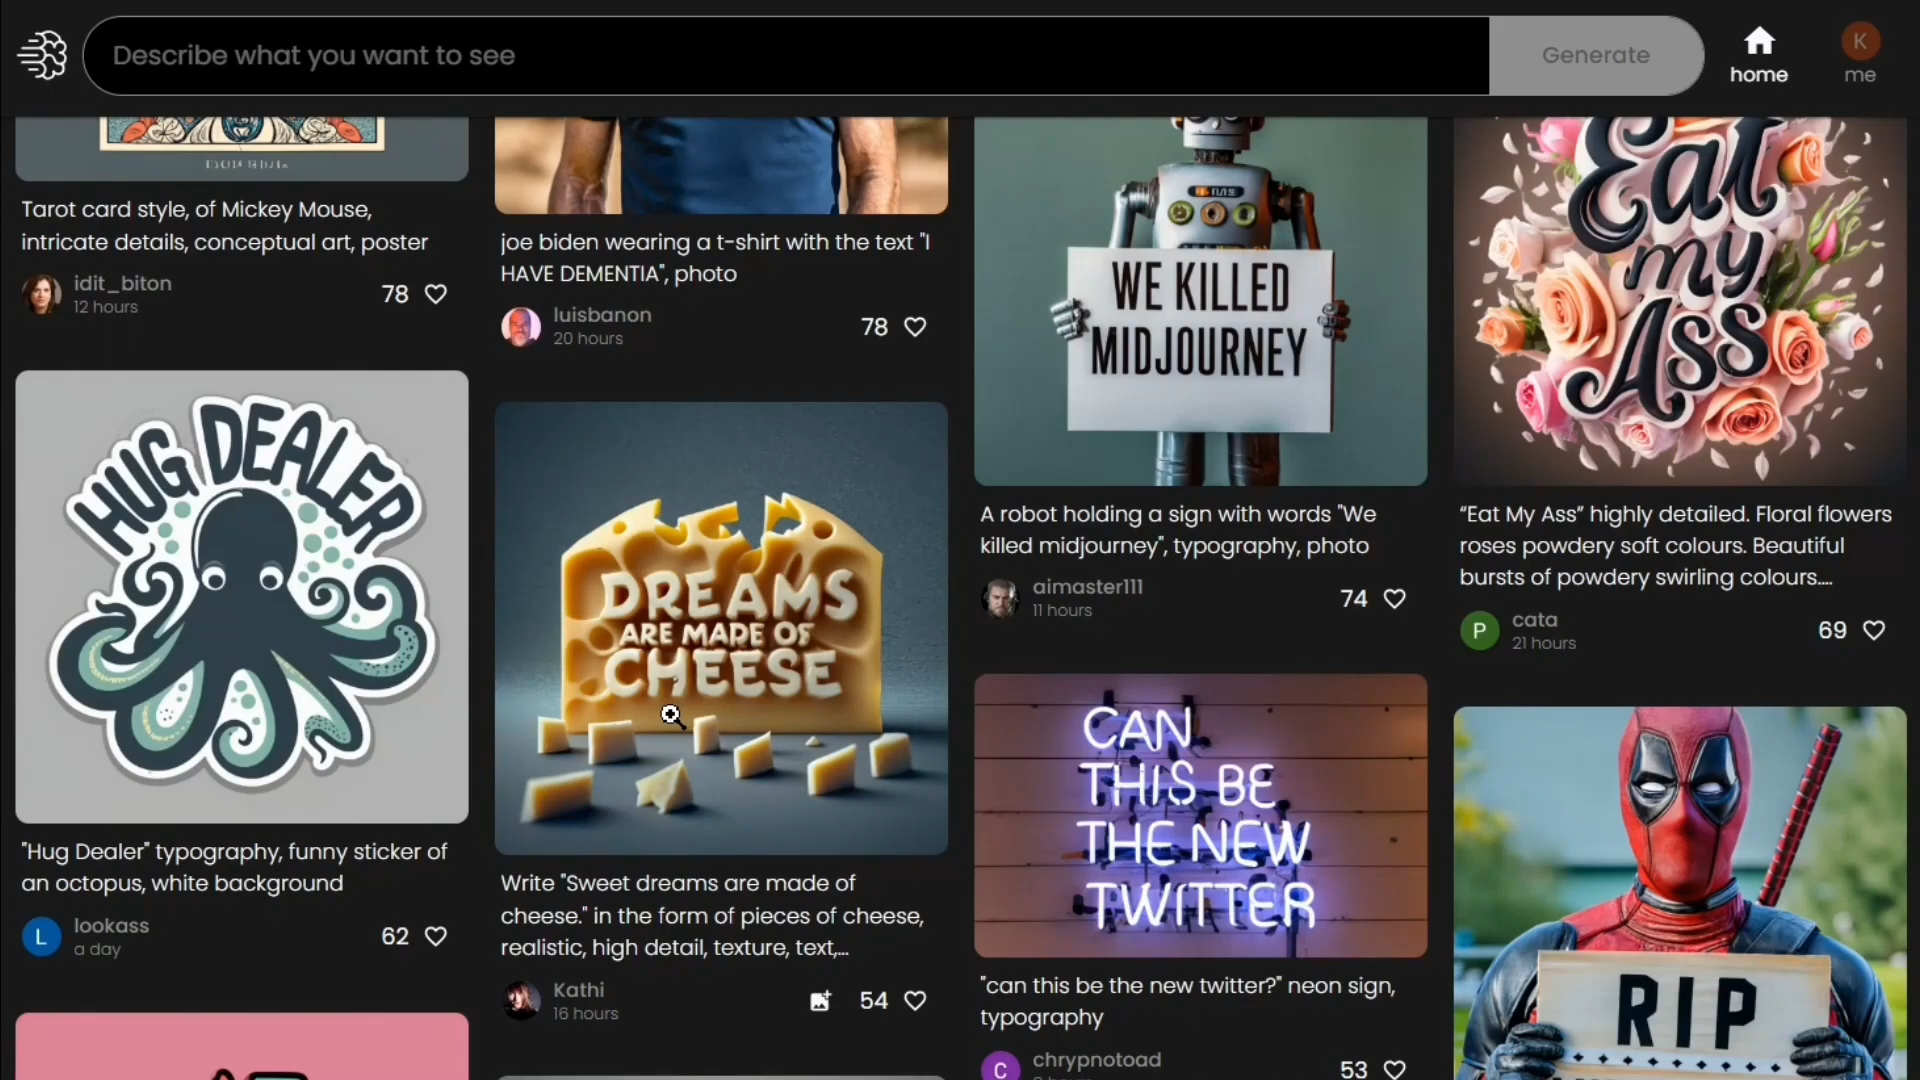 Describe what you want to see
Generate
home
K
me
Tarot card style, of Mickey Mouse,
intricate details, conceptual art, poster
idit_biton
12 hours
78
HUG DEALER
"Hug Dealer" typography, funny sticker of
an octopus, white background
L
lookass
a day
62
joe biden wearing a t-shirt with the text "I
HAVE DEMENTIA", photo
luisbanon
20 hours
78
DREAMS
ARE MADE OF
CHEESE
Write "Sweet dreams are made of
cheese." in the form of pieces of cheese,
realistic, high detail, texture, text,...
Kathi
16 hours
54
WE KILLED
MIDJOURNEY
A robot holding a sign with words "We
killed midjourney", typography, photo
aimaster111
11 hours
74
CAN
THIS BE
THE NEW
TWITTER
"can this be the new twitter?" neon sign,
typography
C
chrypnotoad
53
Eat
my
Ass
“Eat My Ass” highly detailed. Floral flowers
roses powdery soft colours. Beautiful
bursts of powdery swirling colours....
P
cata
21 hours
69
RIP